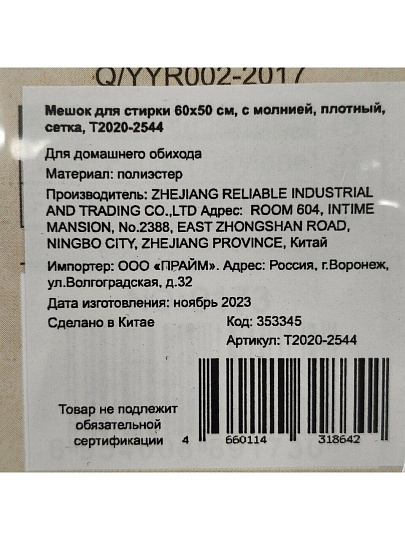 Q/YYR002-2017
Мешок для стирки 60х50 см, с молнией, плотный,
сетка, Т2020-2544
Для домашнего обихода
Материал: полиэстер
Производитель: ZHEJIANG RELIABLE INDUSTRIAL
AND TRADING CO.,LTD Адрес: ROOM 604, INTIME
MANSION, No.2388, EAST ZHONGSHAN ROAD,
NINGBO CITY, ZHEJIANG PROVINCE, Китай
Импортер: ООО «ПРАЙМ». Адрес: Россия, г.Воронеж,
ул.Волгоградская, д.32
Дата изготовления: ноябрь 2023
Сделано в Китае Код: 353345
Артикул: Т2020-2544
Товар не подлежит
обязательной
сертификации
4 660114 318642